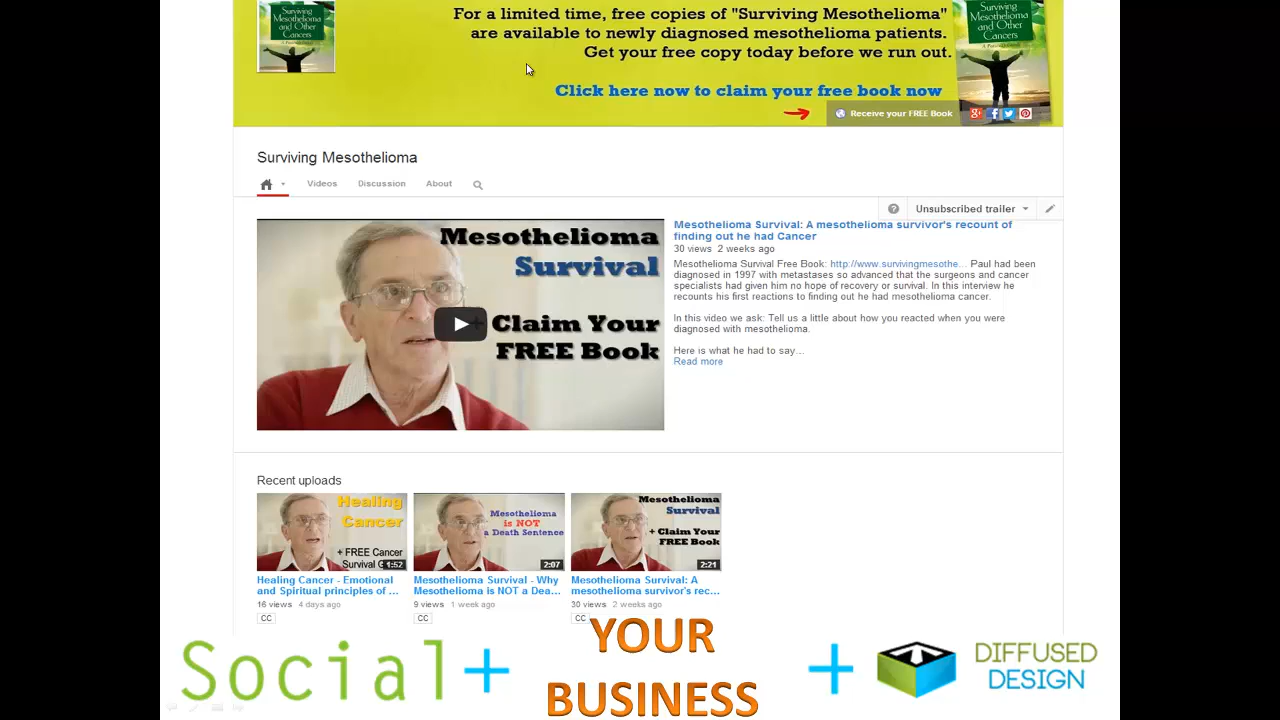 Surviving
Mesothelioma
and Other
Cancers
For a limited time, free copies of "Surviving Mesothelioma"
are available to newly diagnosed mesothelioma patients.
Get your free copy today before we run out.
Click here now to claim your free book now
Surviving
Mesothelioma
and Other
Cancers
Receive your FREE Book
Surviving Mesothelioma
Videos Discussion About
Unsubscribed trailer
Mesothelioma
Survival
+ Claim Your
FREE Book
Mesothelioma Survival: A mesothelioma survivor's recount of
finding out he had Cancer
30 views 2 weeks ago
Mesothelioma Survival Free Book: http://www.survivingmesothe... Paul had been
diagnosed in 1997 with metastases so advanced that the surgeons and cancer
specialists had given him no hope of recovery or survival. In this interview he
recounts his first reactions to finding out he had mesothelioma cancer.
In this video we ask: Tell us a little about how you reacted when you were
diagnosed with mesothelioma.
Here is what he had to say...
Read more
Recent uploads
Healing
Cancer
+ FREE Cancer
Survival G
1:52
Mesothelioma
is NOT
a Death Sentence
2:07
Mesothelioma
Survival
+ Claim Your
FREE Book
2:21
Healing Cancer - Emotional
and Spiritual principles of ...
16 views 4 days ago
CC
Mesothelioma Survival - Why
Mesothelioma is NOT a Dea...
9 views 1 week ago
CC
Mesothelioma Survival: A
mesothelioma survivor's rec...
30 views 2 weeks ago
CC
Social+
YOUR
BUSINESS
+
DIFFUSED
DESIGN